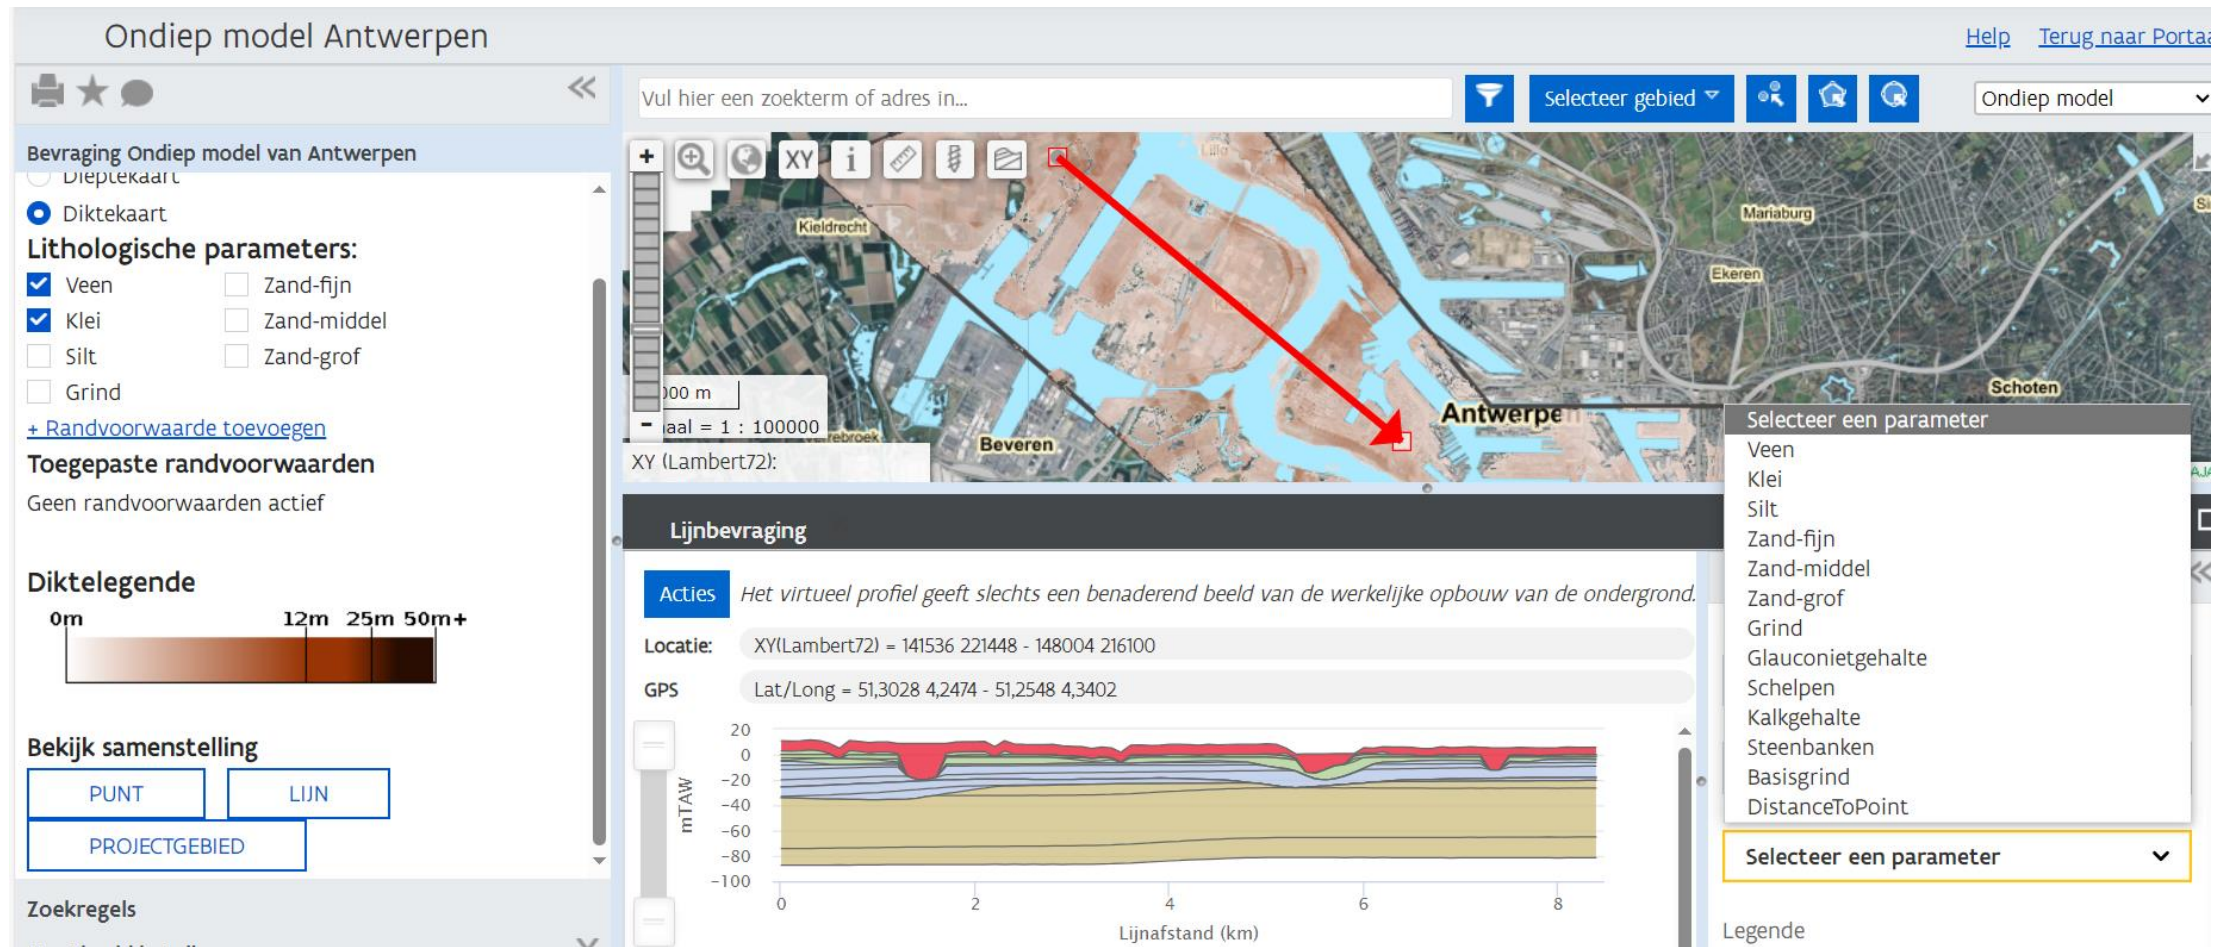 Ondiep model Antwerpen
Help Terug naar Portaa
Vul hier een zoekterm of adres in...
Selecteer gebied
Ondiep model
Bevraging Ondiep model van Antwerpen
Dieptekaart
Diktekaart
Lithologische parameters:
Veen Zand-fijn
Klei Zand-middel
Silt Zand-grof
Grind
+ Randvoorwaarde toevoegen
Toegepaste randvoorwaarden
Geen randvoorwaarden actief
Diktelegende
0m 12m 25m 50m+
Bekijk samenstelling
PUNT LIJN
PROJECTGEBIED
Zoekregels
+ XY i
Lillo
Kieldrecht
Mariaburg
Ekeren
Schoten
Antwerpen
Beveren
000 m
- aal = 1 : 100000
XY (Lambert72):
Lijnbevraging
Acties Het virtueel profiel geeft slechts een benaderend beeld van de werkelijke opbouw van de ondergrond.
Locatie: XY(Lambert72) = 141536 221448 - 148004 216100
GPS Lat/Long = 51,3028 4,2474 - 51,2548 4,3402
mTAW
20
0
-20
-40
-60
-80
-100
0 2 4 6 8
Lijnafstand (km)
Selecteer een parameter
Veen
Klei
Silt
Zand-fijn
Zand-middel
Zand-grof
Grind
Glauconietgehalte
Schelpen
Kalkgehalte
Steenbanken
Basisgrind
DistanceToPoint
Selecteer een parameter
Legende